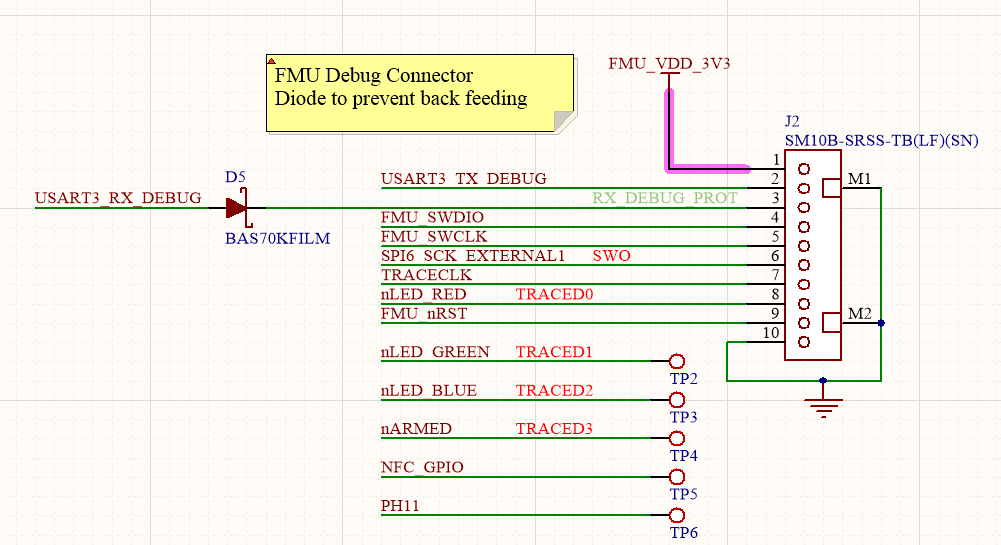 FMU Debug Connector
Diode to prevent back feeding
FMU_VDD_3V3
J2
SM10B-SRSS-TB(LF)(SN)
D5
USART3_RX_DEBUG
BAS70KFILM
1
USART3_TX_DEBUG 2 M1
RX_DEBUG_PROT 3
FMU_SWDIO 4
FMU_SWCLK 5
SPI6_SCK_EXTERNAL1 SWO 6
TRACECLK 7
nLED_RED TRACED0 8
FMU_nRST 9 M2
10
nLED_GREEN TRACED1
TP2
nLED_BLUE TRACED2
TP3
nARMED TRACED3
TP4
NFC_GPIO
TP5
PH11
TP6